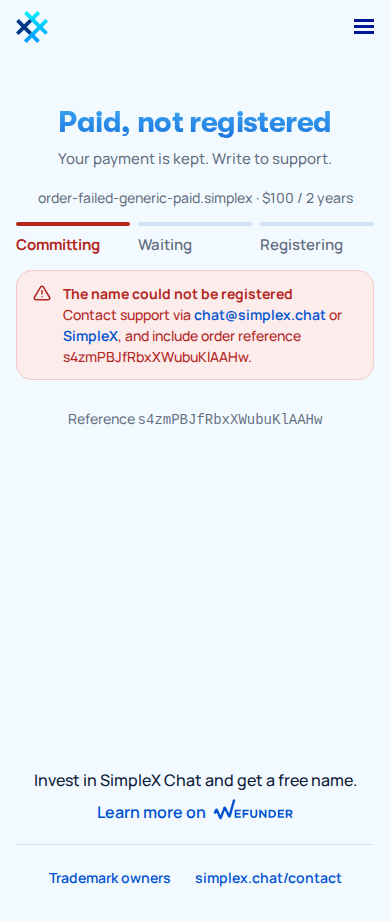 Paid, not registered
Your payment is kept. Write to support.
order-failed-generic-paid.simplex · $100 / 2 years
Committing Waiting Registering
The name could not be registered
Contact support via chat@simplex.chat or
SimpleX, and include order reference
s4zmPBJfRbxXWubuKlAAHw.
Reference s4zmPBJfRbxXWubuKlAAHw
Invest in SimpleX Chat and get a free name.
Learn more on WEFUNDER
Trademark owners simplex.chat/contact